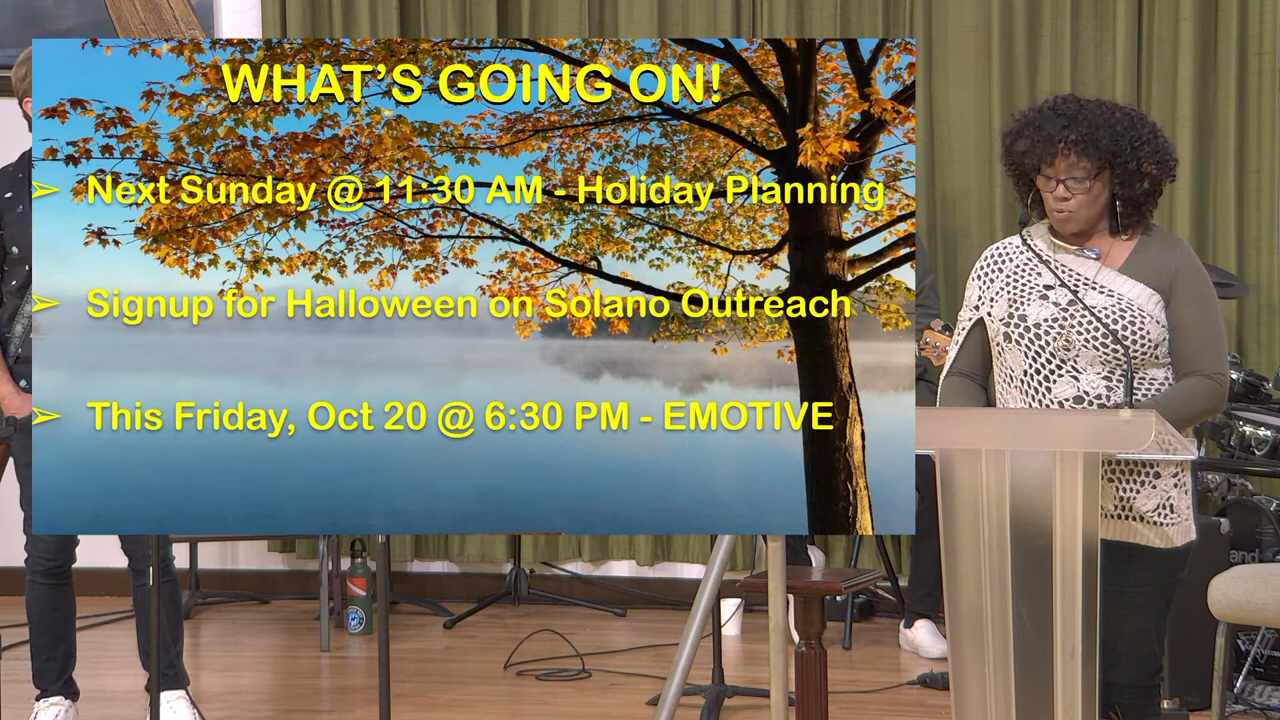 WHAT'S GOING ON!
➢ Next Sunday @ 11:30 AM - Holiday Planning
➢ Signup for Halloween on Solano Outreach
➢ This Friday, Oct 20 @ 6:30 PM - EMOTIVE